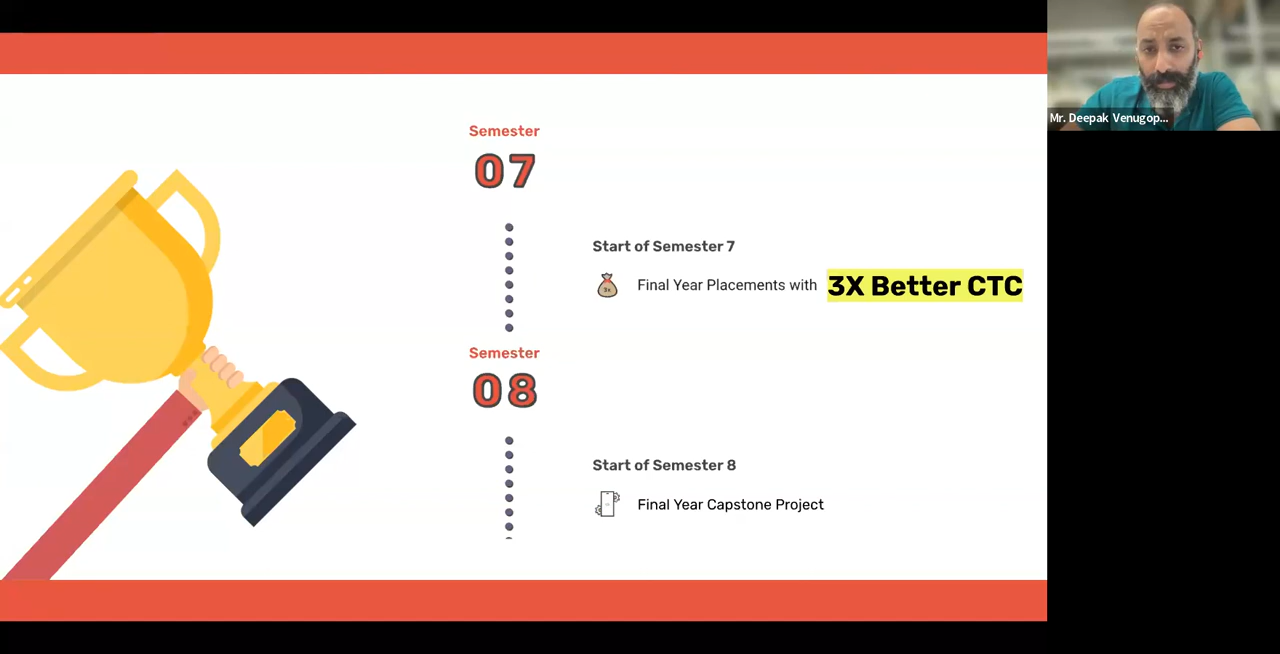 Semester
07
Start of Semester 7
Final Year Placements with 3X Better CTC
Semester
08
Start of Semester 8
Final Year Capstone Project
Mr. Deepak Venugop...